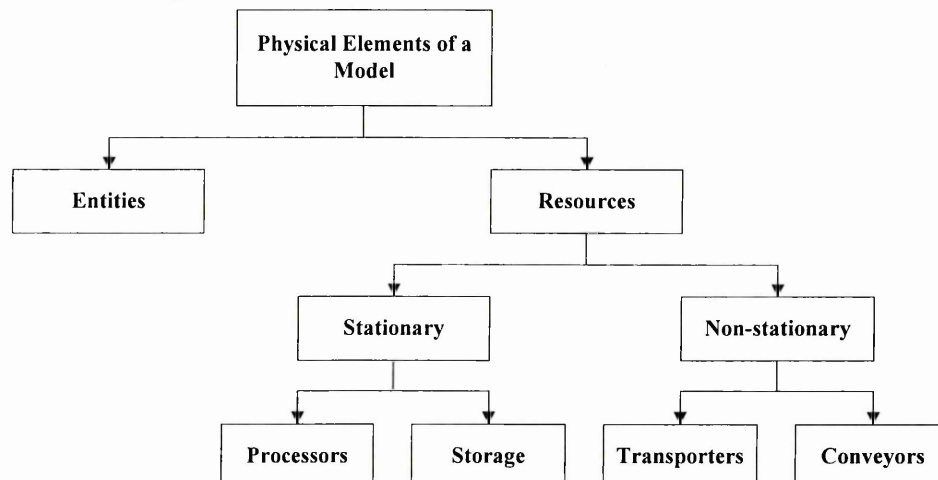 Physical Elements of a
Model
Entities
Resources
Stationary
Non-stationary
Processors
Storage
Transporters
Conveyors